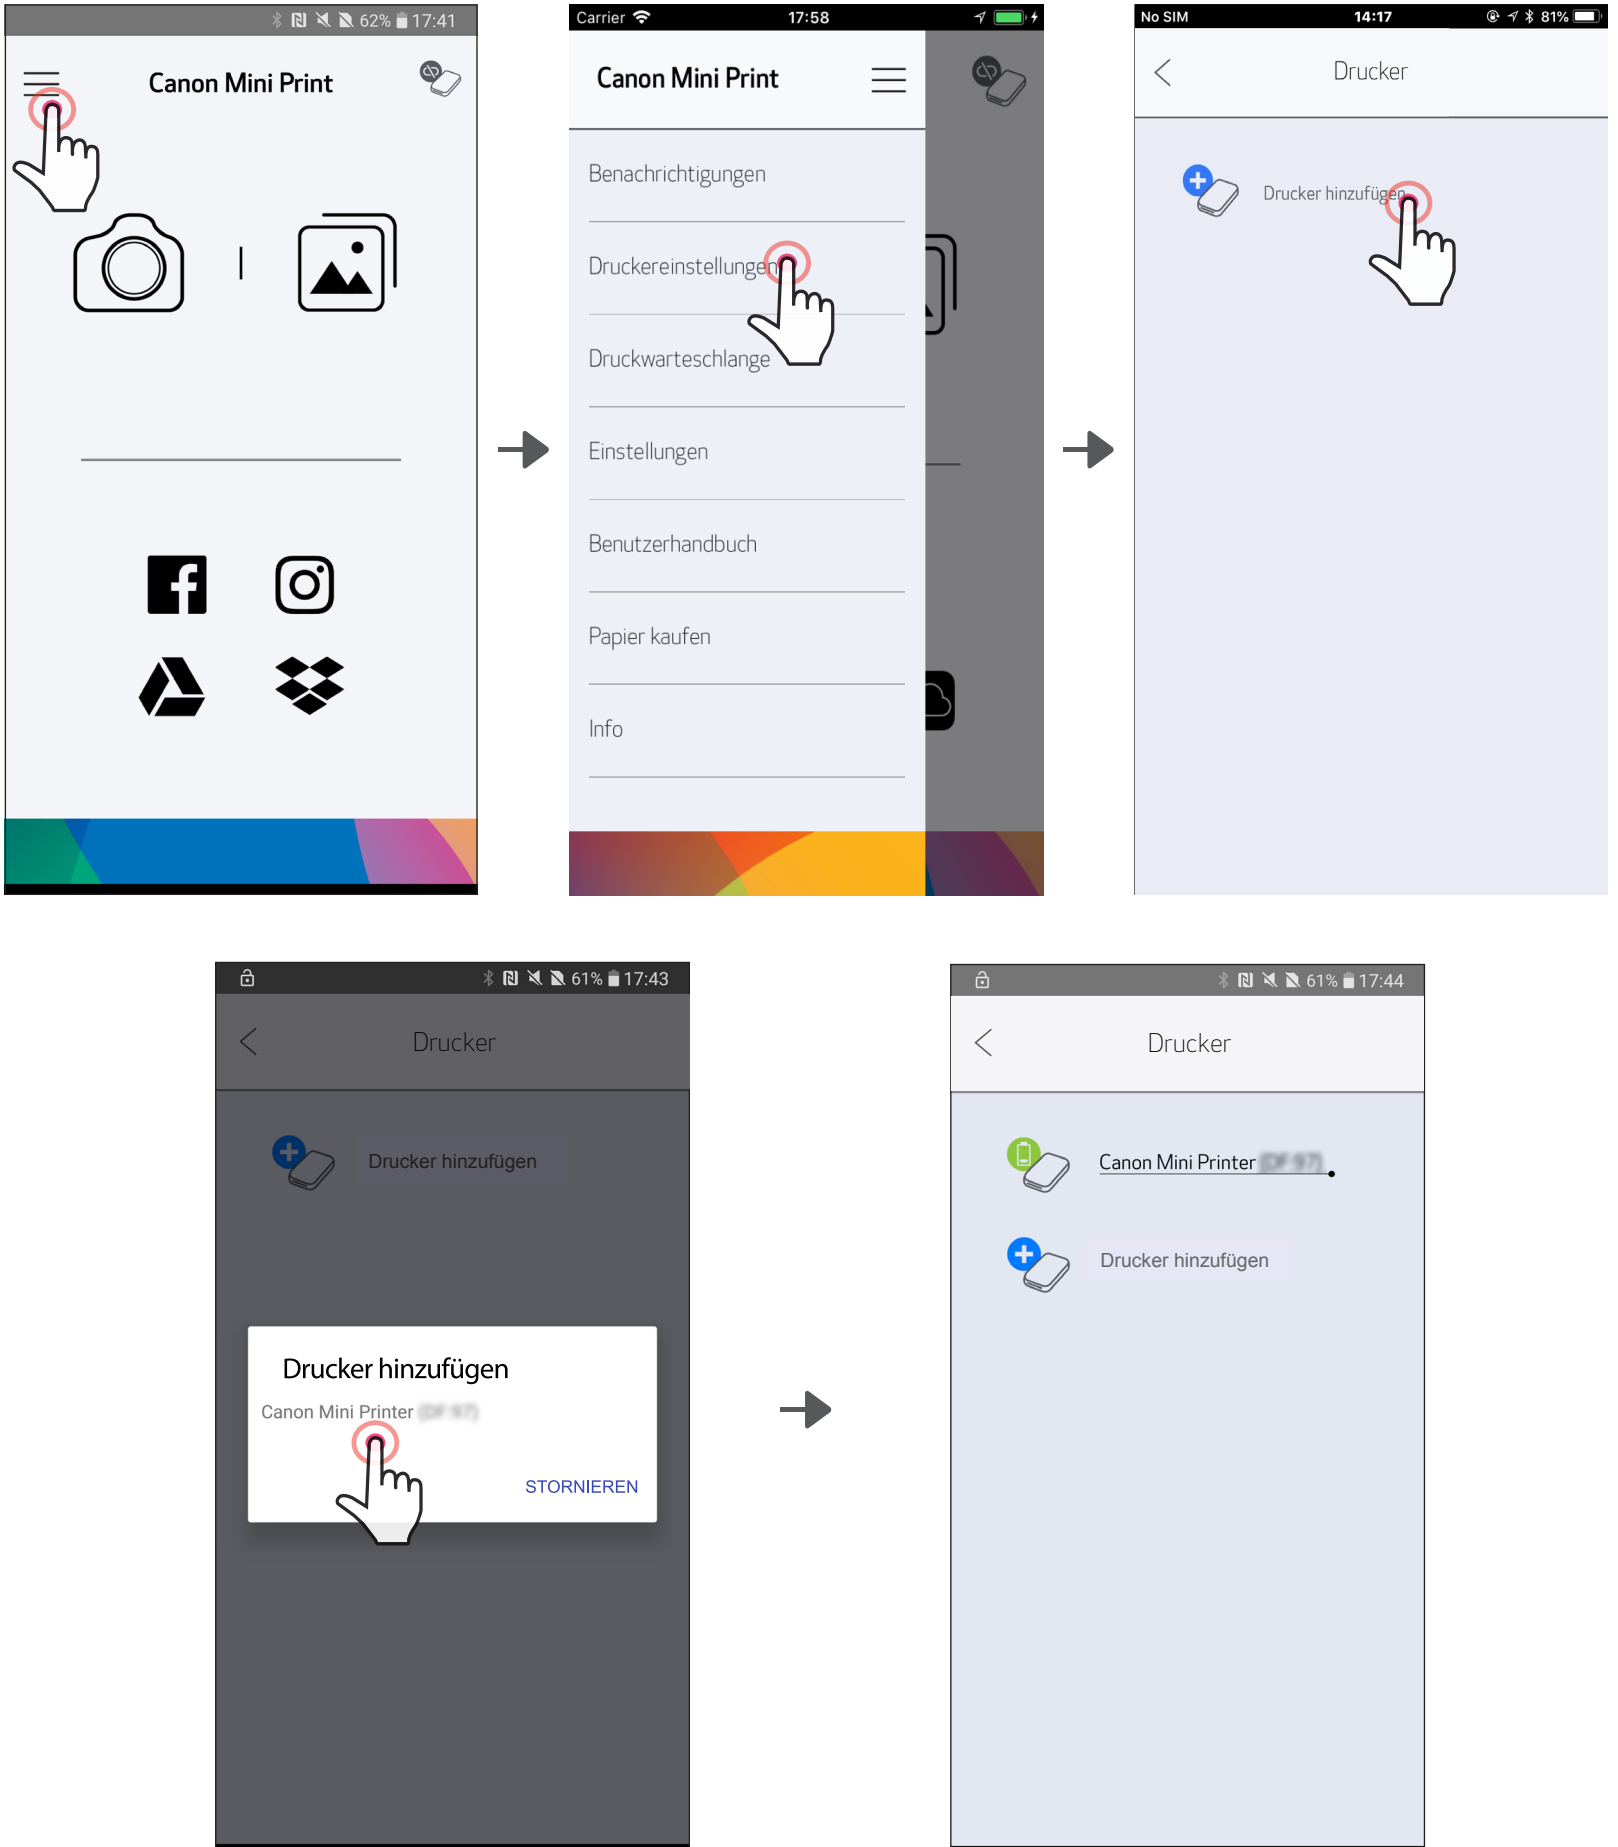 62% 17:41
Canon Mini Print
Carrier 17:58
Canon Mini Print
Benachrichtigungen
Druckereinstellungen
Druckwarteschlange
Einstellungen
Benutzerhandbuch
Papier kaufen
Info
No SIM 14:17 81%
Drucker
Drucker hinzufügen
61% 17:43
Drucker
Drucker hinzufügen
Drucker hinzufügen
Canon Mini Printer
STORNIEREN
61% 17:44
Drucker
Canon Mini Printer
Drucker hinzufügen